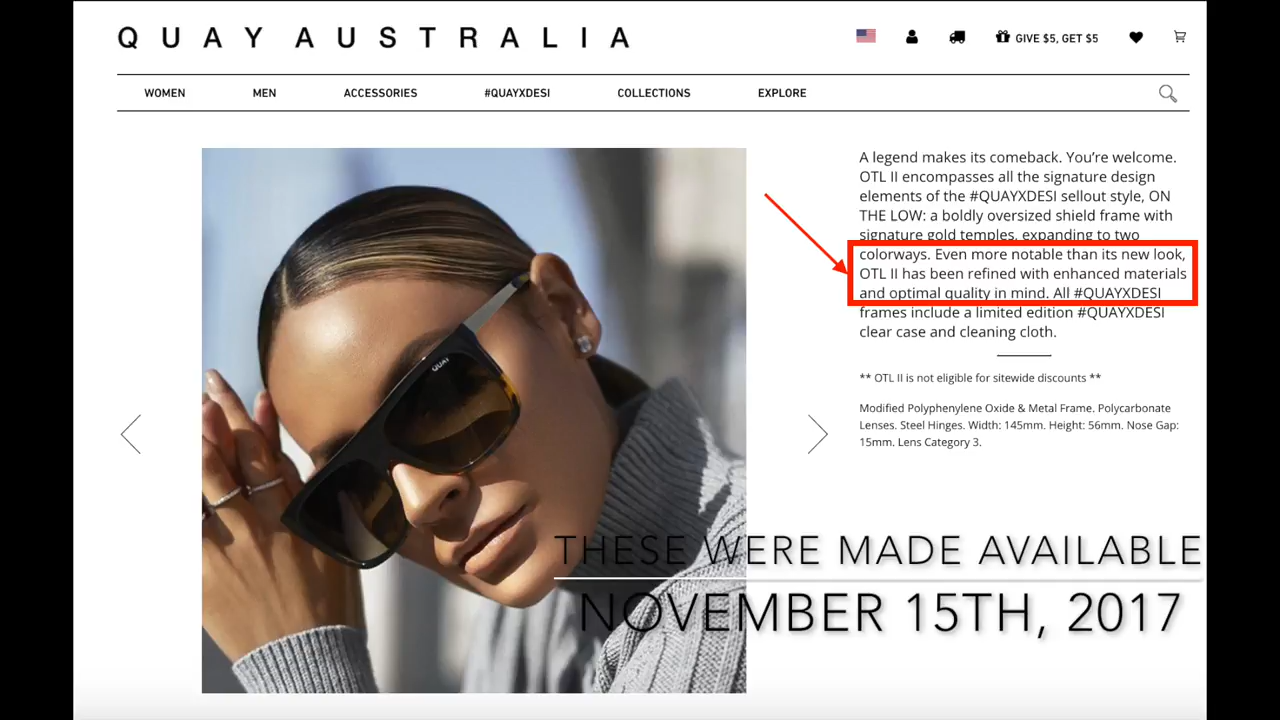 QUAY AUSTRALIA
GIVE $5, GET $5
WOMEN MEN ACCESSORIES #QUAYXDESI COLLECTIONS EXPLORE
A legend makes its comeback. You’re welcome.
OTL II encompasses all the signature design
elements of the #QUAYXDESI sellout style, ON
THE LOW: a boldly oversized shield frame with
signature gold temples, expanding to two
colorways. Even more notable than its new look,
OTL II has been refined with enhanced materials
and optimal quality in mind. All #QUAYXDESI
frames include a limited edition #QUAYXDESI
clear case and cleaning cloth.
** OTL II is not eligible for sitewide discounts **
Modified Polyphenylene Oxide & Metal Frame. Polycarbonate
Lenses. Steel Hinges. Width: 145mm. Height: 56mm. Nose Gap:
15mm. Lens Category 3.
QUAY
THESE WERE MADE AVAILABLE
NOVEMBER 15TH, 2017